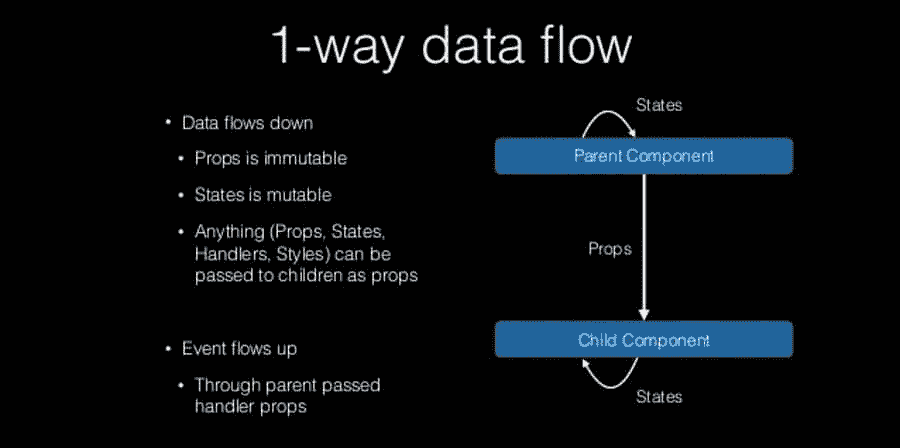 1-way data flow
• Data flows down
• Props is immutable
• States is mutable
• Anything (Props, States,
Handlers, Styles) can be
passed to children as props
• Event flows up
• Through parent passed
handler props
States
Parent Component
Props
Child Component
States